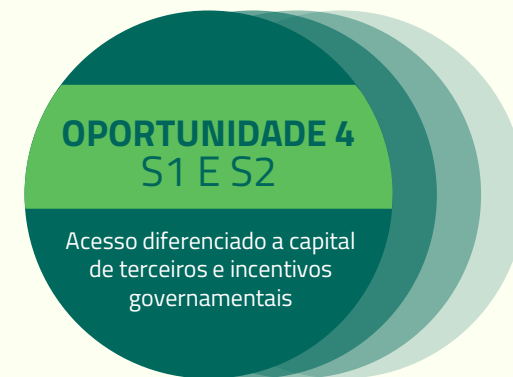 OPORTUNIDADE 4
S1 E S2
Acesso diferenciado a capital
de terceiros e incentivos
governamentais